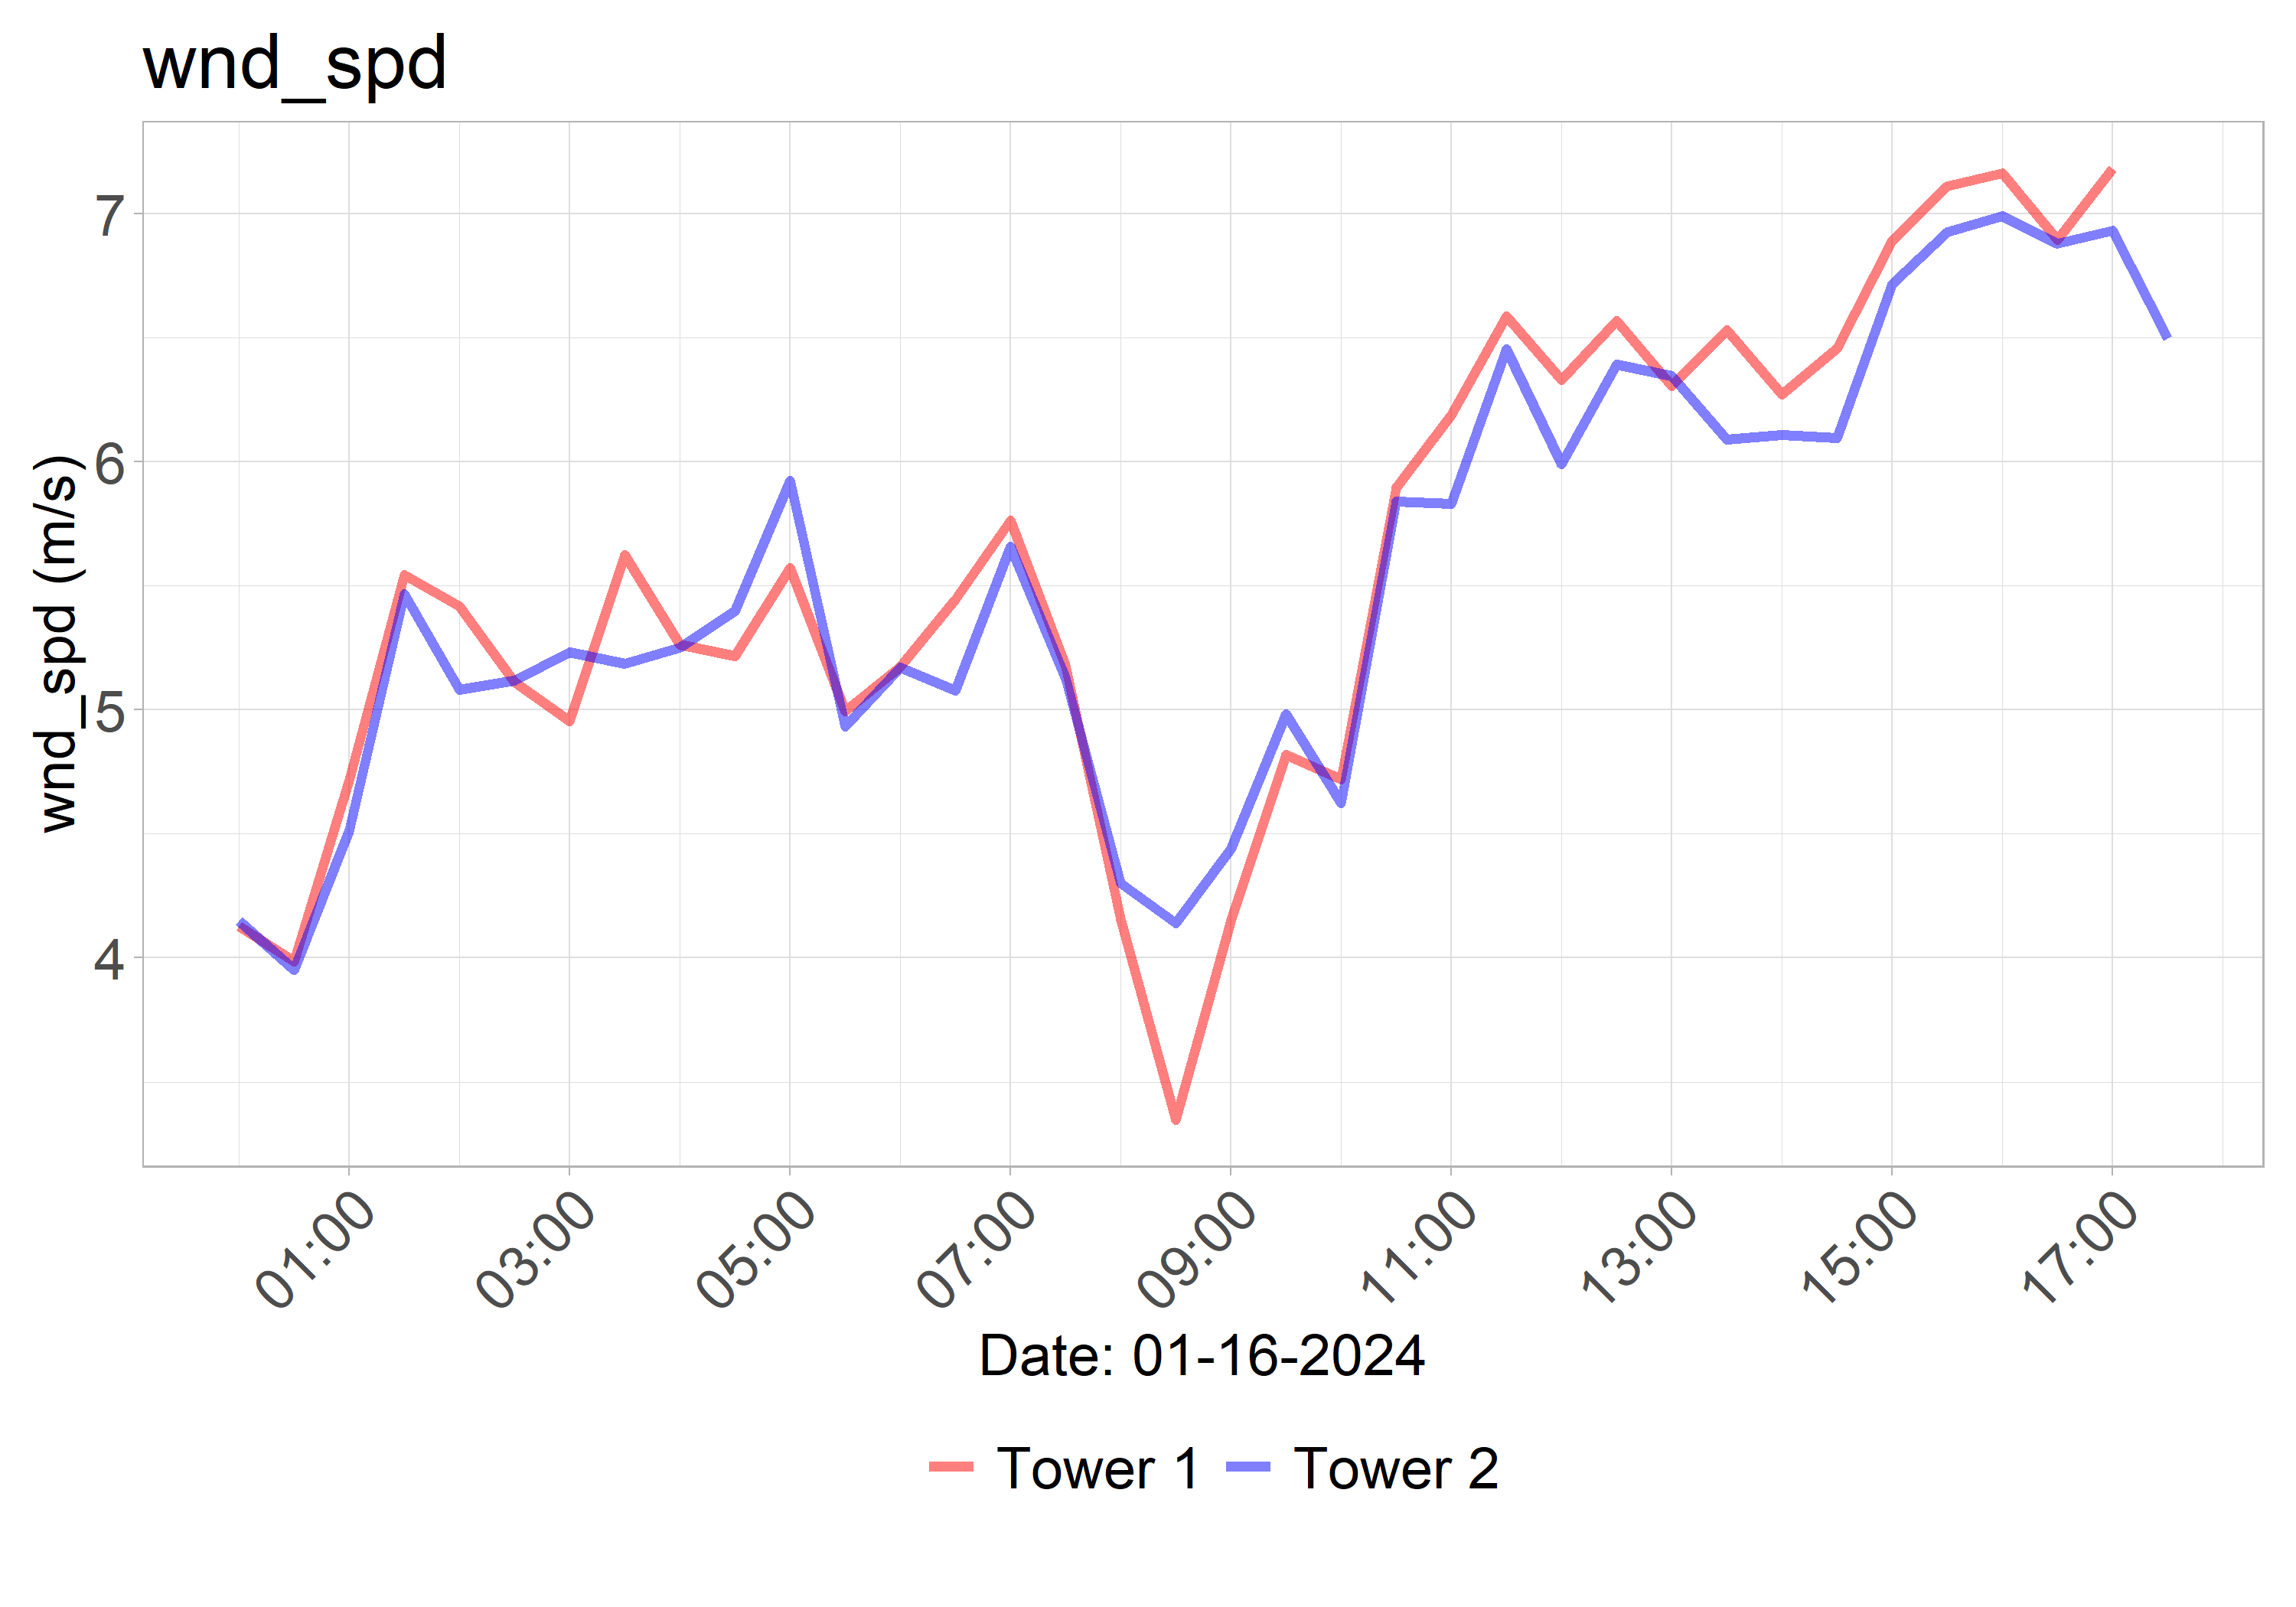 wnd_spd
wnd_spd (m/s)
7
6
5
4
01:00 03:00 05:00 07:00 09:00 11:00 13:00 15:00 17:00
Date: 01-16-2024
Tower 1 Tower 2